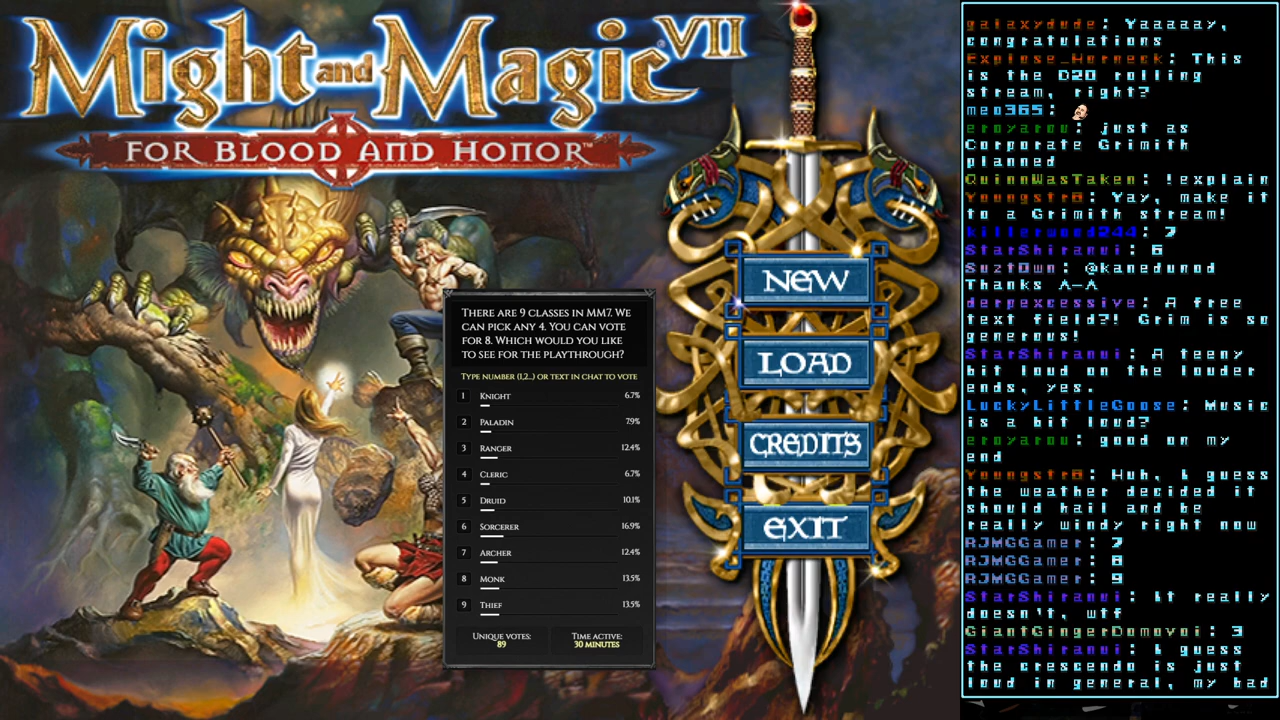 Might and Magic VII
FOR BLOOD AND HONOR™
NEW
LOAD
CREDITS
EXIT
There are 9 classes in MM7. We
can pick any 4. You can vote
for 8. Which would you like
to see for the playthrough?
Type number (1,2...) or text in chat to vote
1 Knight 6.7%
2 Paladin 7.9%
3 Ranger 12.4%
4 Cleric 6.7%
5 Druid 10.1%
6 Sorcerer 16.9%
7 Archer 12.4%
8 Monk 13.5%
9 Thief 13.5%
Unique votes: 89
Time active: 30 minutes
galaxydude: Yaaaaay,
congratulations
Explose_Horneck: This
is the D20 rolling
stream, right?
meo365:
eroyarou: just as
Corporate Grimith
planned
QuinnWasTaken: !explain
Youngstr8: Yay, make it
to a Grimith stream!
killerweed244: 7
StarShiranui: 6
Suzt0wn: @kanedunod
Thanks A-A
derpexcessive: A free
text field?! Grim is so
generous!
StarShiranui: A teeny
bit loud on the louder
ends, yes.
LuckyLittleGoose: Music
is a bit loud?
eroyarou: good on my
end
Youngstr8: Huh, I guess
the weather decided it
should hail and be
really windy right now
RJMGGamer: 7
RJMGGamer: 8
RJMGGamer: 9
StarShiranui: It really
doesn't, wtf
GiantGingerDomovoi: 3
StarShiranui: I guess
the crescendo is just
loud in general, my bad